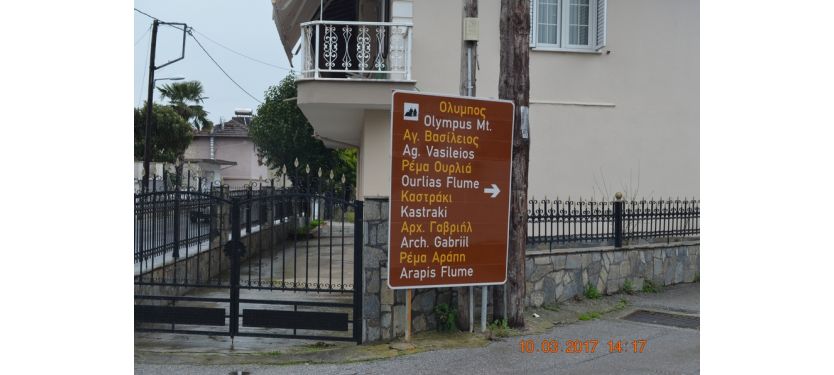 Ολυμπος
Olympus Mt.
Αγ. Βασίλειος
Ag. Vasileios
Ρέμα Ουρλιά
Ourlias Flume
Καστράκι
Kastraki
Αρχ. Γαβριήλ
Arch. Gabriil
Ρέμα Αράπη
Arapis Flume
10 03 2017 14:17